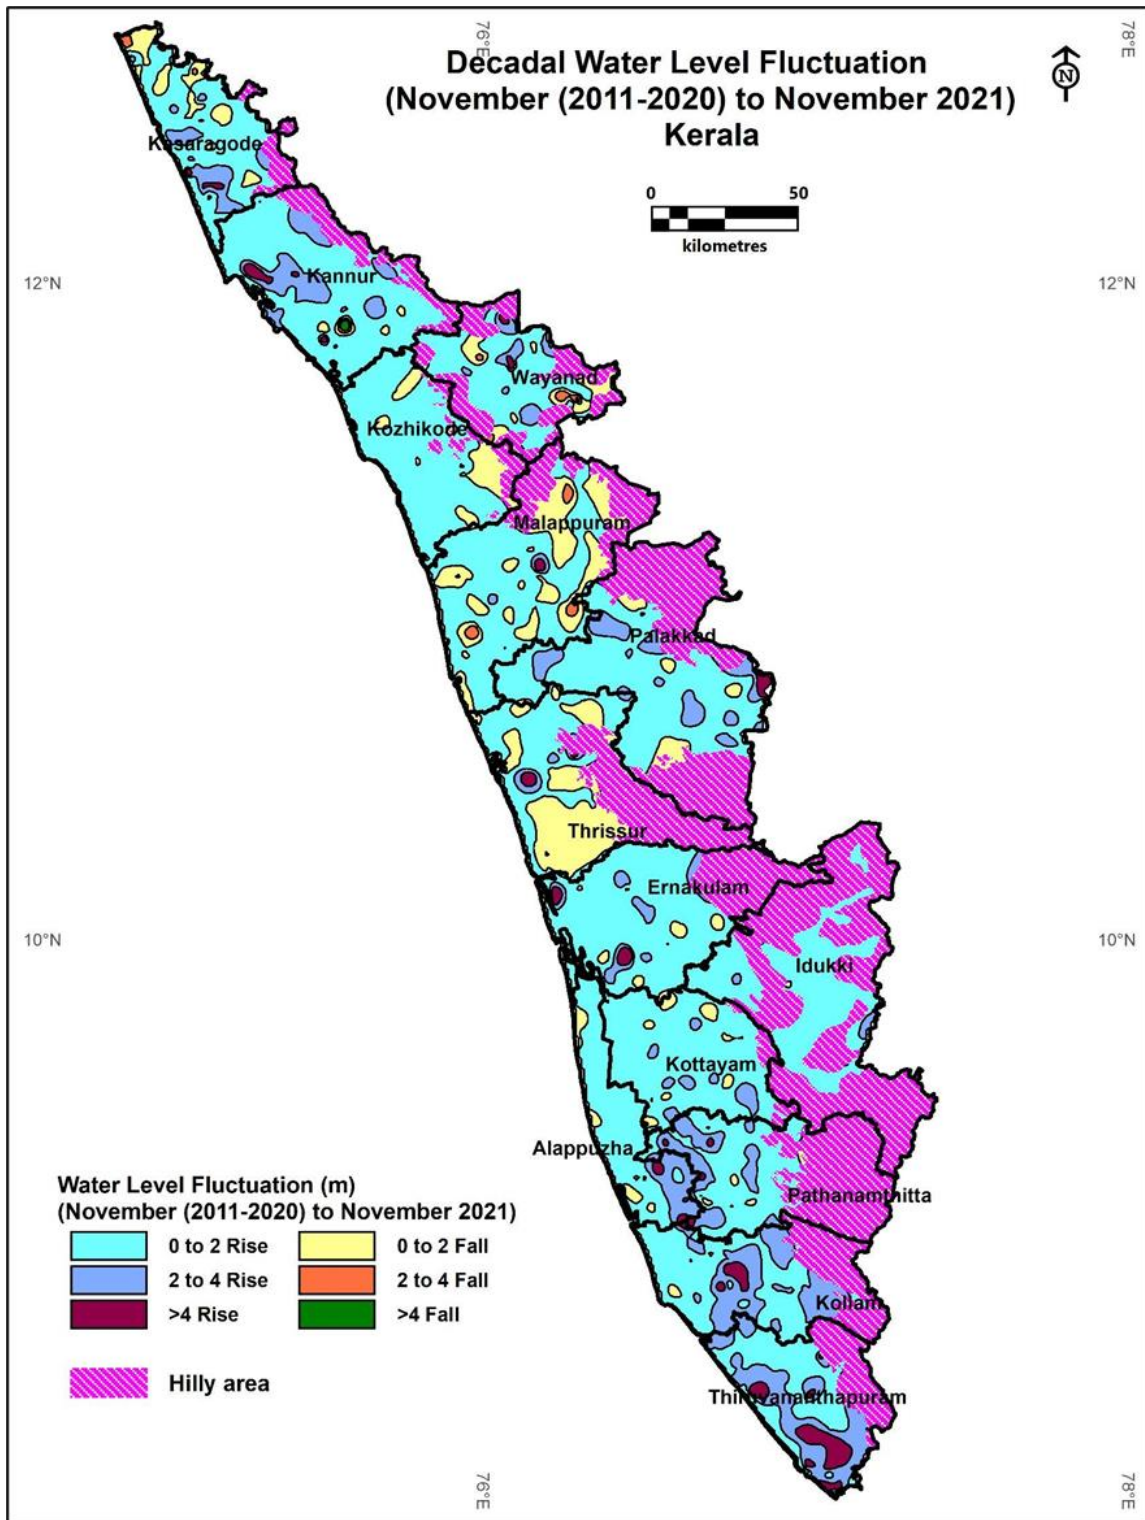 76°E
78°E
Decadal Water Level Fluctuation
(November (2011-2020) to November 2021)
Kerala
N
0 50
kilometres
Kasaragode
Kannur
12°N
12°N
Wayanad
Kozhikode
Malappuram
Palakkad
Thrissur
Ernakulam
10°N
10°N
Idukki
Kottayam
Alappuzha
Pathanamthitta
Kollam
Thiruvananthapuram
Water Level Fluctuation (m)
(November (2011-2020) to November 2021)
0 to 2 Rise 0 to 2 Fall
2 to 4 Rise 2 to 4 Fall
>4 Rise >4 Fall
Hilly area
76°E
78°E